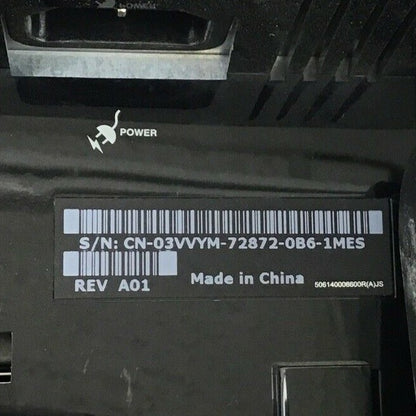 POWER
S/N: CN-03VVYM-72872-0B6-1MES
REV A01
Made in China
506140008600R(A)JS